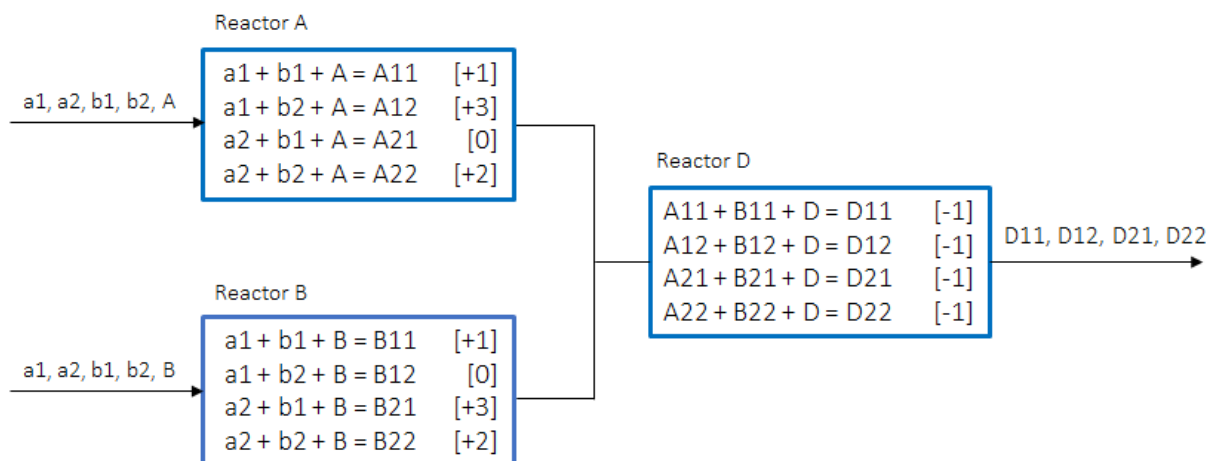 Reactor A
a1, a2, b1, b2, A
a1 + b1 + A = A11 [+1]
a1 + b2 + A = A12 [+3]
a2 + b1 + A = A21 [0]
a2 + b2 + A = A22 [+2]
Reactor B
a1, a2, b1, b2, B
a1 + b1 + B = B11 [+1]
a1 + b2 + B = B12 [0]
a2 + b1 + B = B21 [+3]
a2 + b2 + B = B22 [+2]
Reactor D
A11 + B11 + D = D11 [-1]
A12 + B12 + D = D12 [-1]
A21 + B21 + D = D21 [-1]
A22 + B22 + D = D22 [-1]
D11, D12, D21, D22